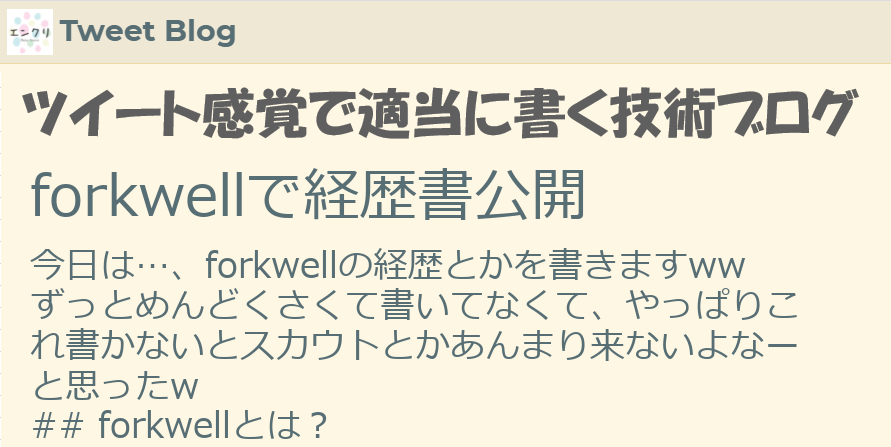 エンクリ Tweet Blog
ツイート感覚で適当に書く技術ブログ
forkwellで経歴書公開
今日は…、forkwellの経歴とかを書きますww
ずっとめんどくさくて書いてなくて、やっぱりこ
れ書かないとスカウトとかあんまり来ないよなー
と思ったw
## forkwellとは？